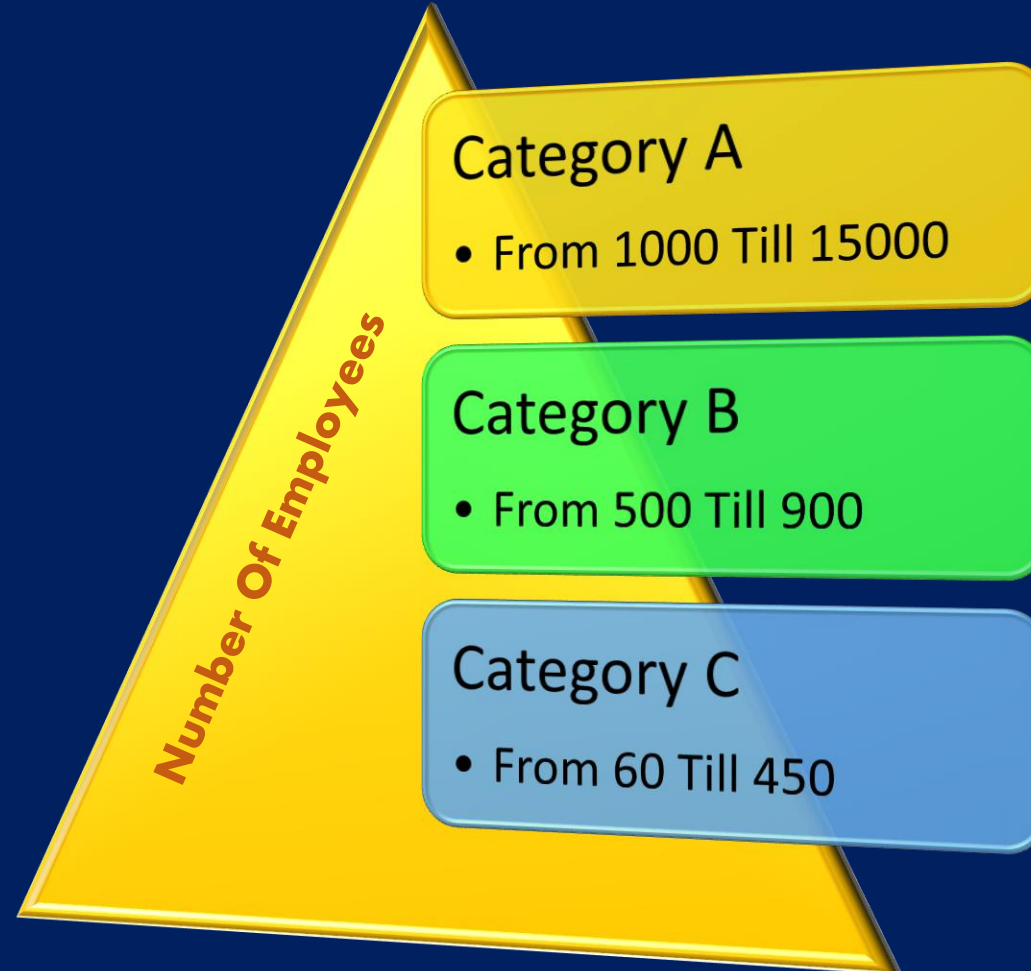 Number Of Employees
Category A
• From 1000 Till 15000
Category B
• From 500 Till 900
Category C
• From 60 Till 450